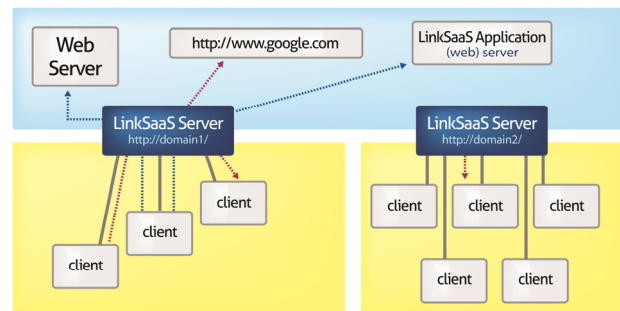 Web
Server
http://www.google.com
LinkSaaS Application
(web) server
LinkSaaS Server
http://domain1/
LinkSaaS Server
http://domain2/
client
client
client
client
client
client
client
client